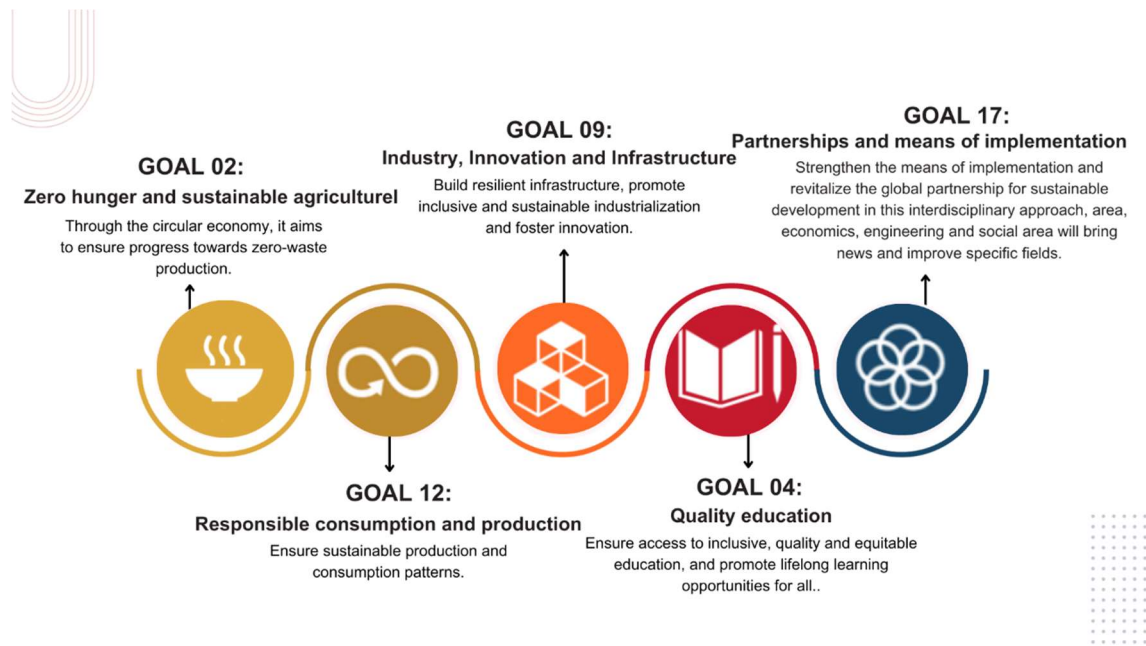 GOAL 02:
Zero hunger and sustainable agriculturel
Through the circular economy, it aims
to ensure progress towards zero-waste
production.
GOAL 12:
Responsible consumption and production
Ensure sustainable production and
consumption patterns.
GOAL 09:
Industry, Innovation and Infrastructure
Build resilient infrastructure, promote
inclusive and sustainable industrialization
and foster innovation.
GOAL 04:
Quality education
Ensure access to inclusive, quality and equitable
education, and promote lifelong learning
opportunities for all..
GOAL 17:
Partnerships and means of implementation
Strengthen the means of implementation and
revitalize the global partnership for sustainable
development in this interdisciplinary approach, area,
economics, engineering and social area will bring
news and improve specific fields.